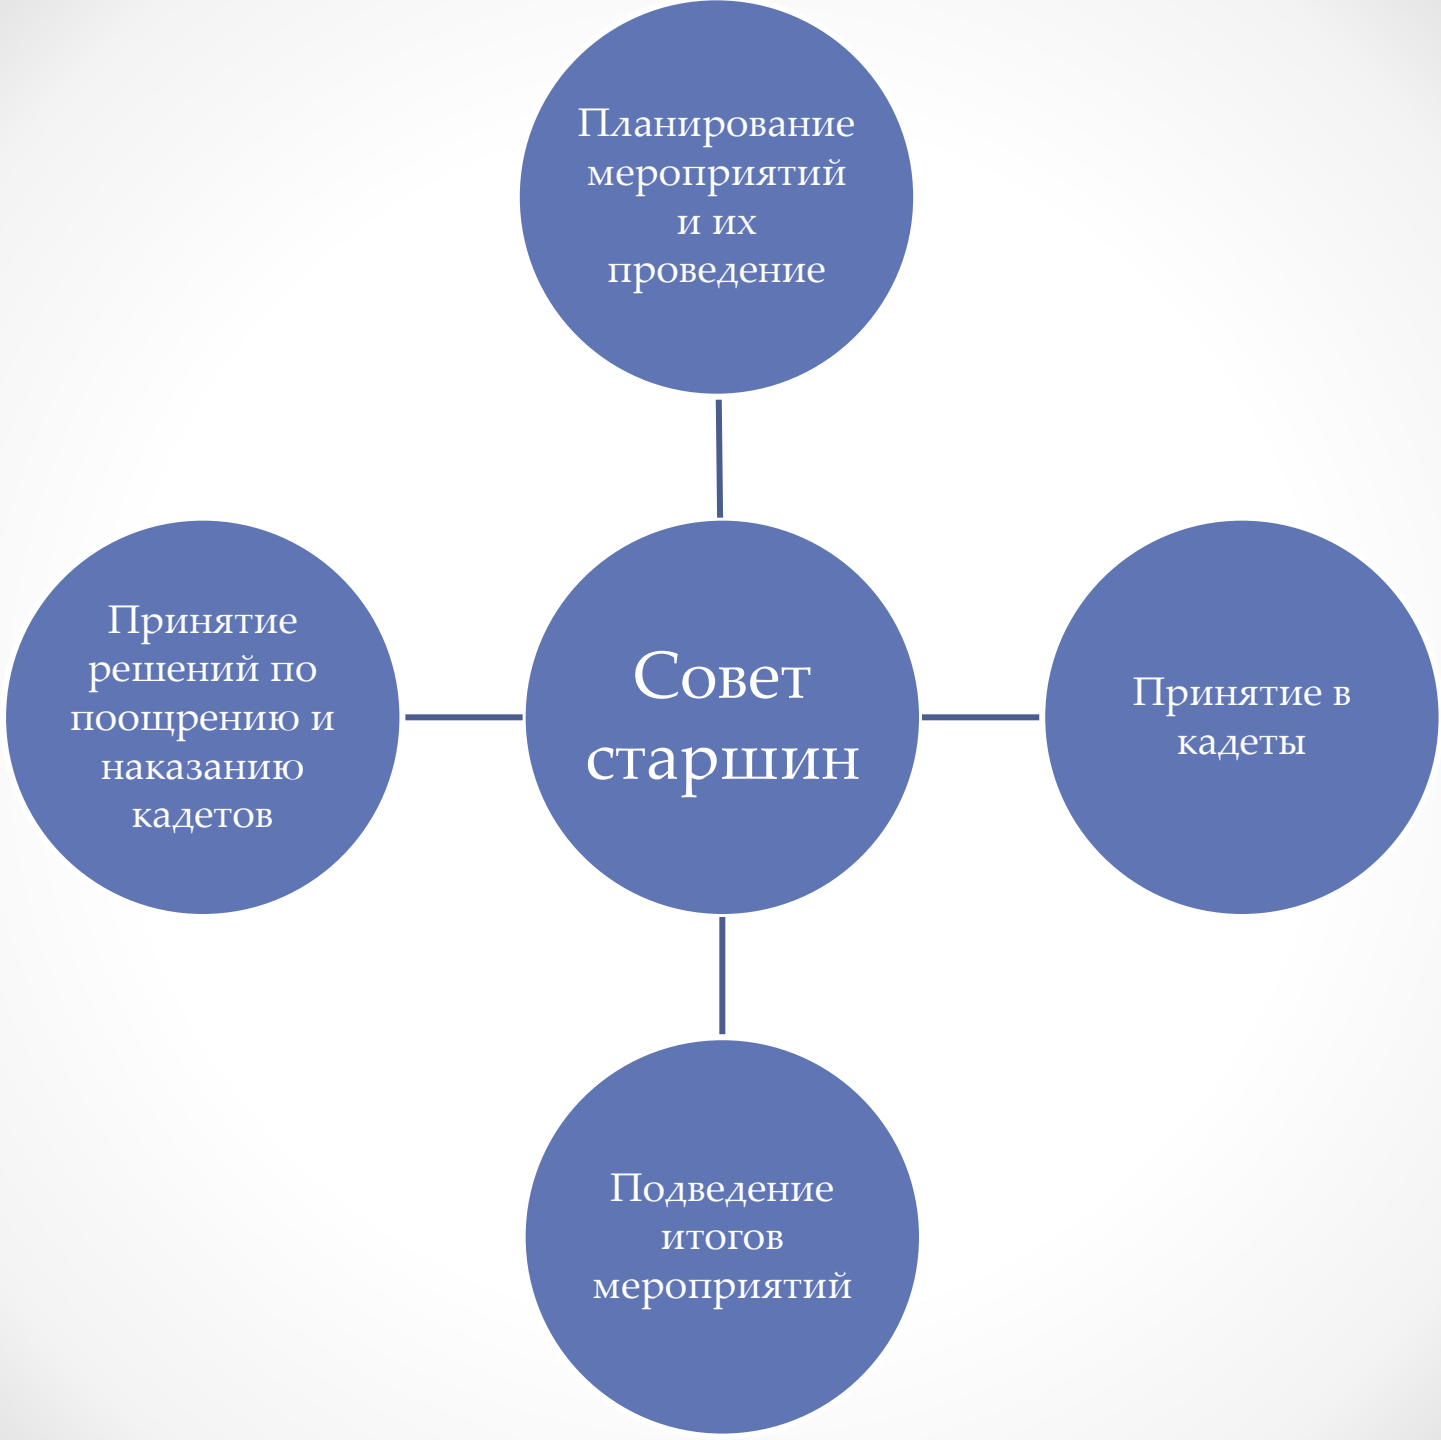 Планирование
мероприятий
и их
проведение
Принятие
решений по
поощрению и
наказанию
кадетов
Совет
старшин
Принятие в
кадеты
Подведение
итогов
мероприятий